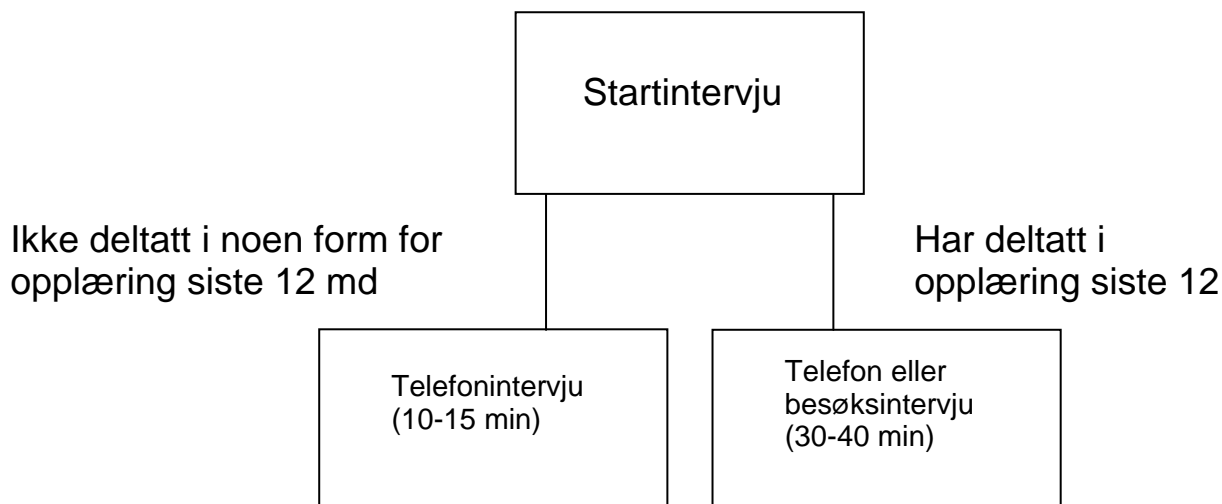 Startintervju
Ikke deltatt i noen form for
opplæring siste 12 md
Har deltatt i
opplæring siste 12
Telefonintervju
(10-15 min)
Telefon eller
besøksintervju
(30-40 min)